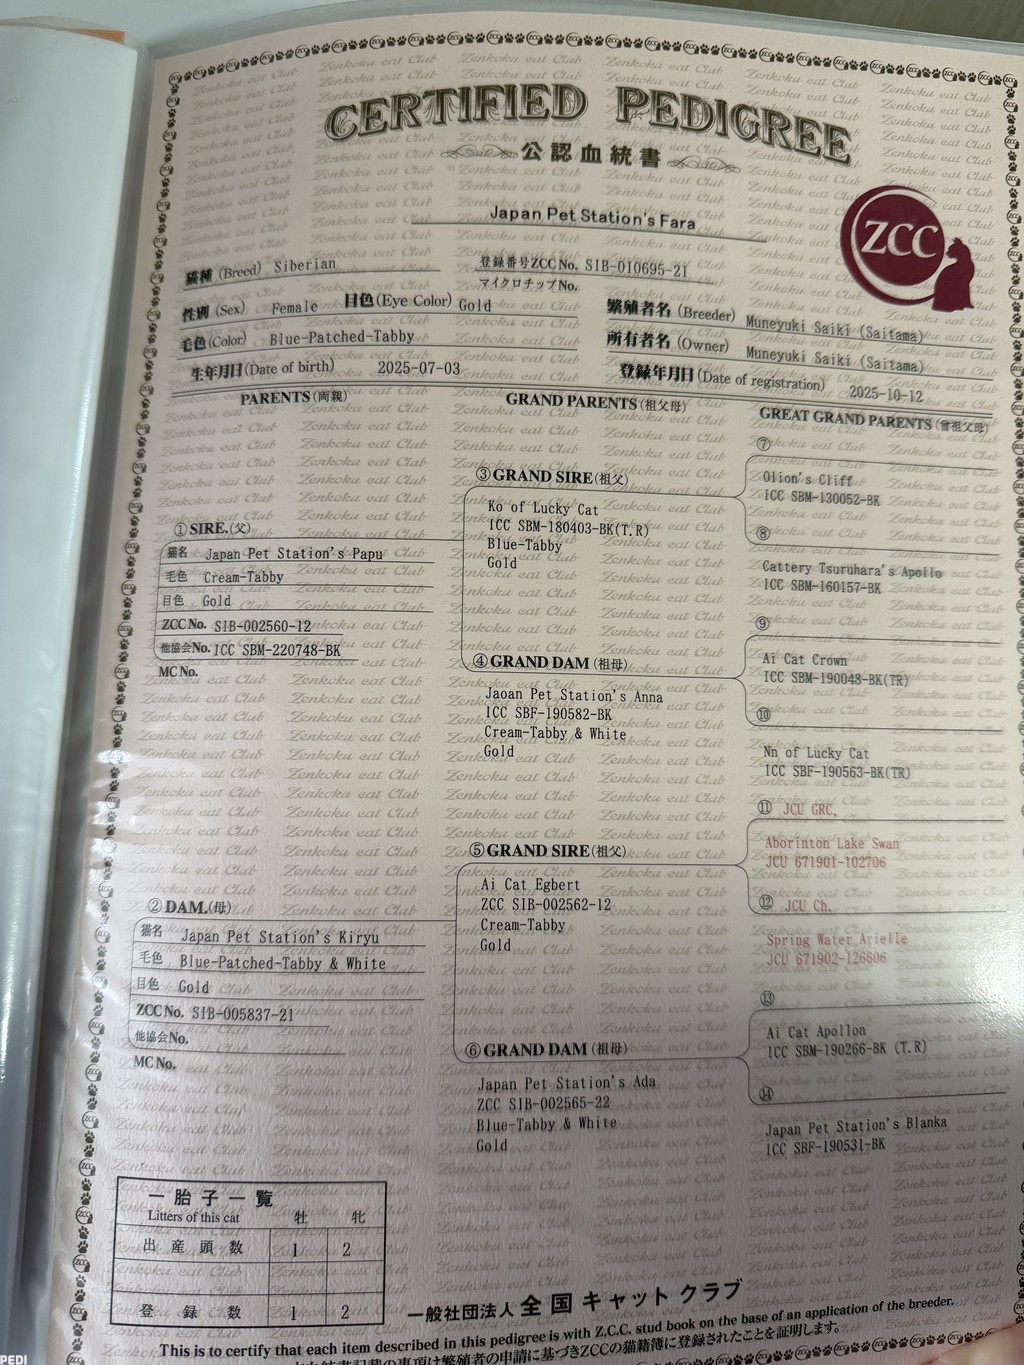 CERTIFIED PEDIGREE
公認血統書
Japan Pet Station's Fara
ZCC
猫種 (Breed) Siberian
登録番号ZCC No. SIB-010695-21
マイクロチップNo.
性別 (Sex) Female 目色 (Eye Color) Gold
繁殖者名 (Breeder) Muneyuki Saiki (Saitama)
毛色 (Color) Blue-Patched-Tabby
所有者名 (Owner) Muneyuki Saiki (Saitama)
生年月日 (Date of birth) 2025-07-03
登録年月日 (Date of registration) 2025-10-12
PARENTS (両親)
GRAND PARENTS (祖父母)
GREAT GRAND PARENTS (曾祖父母)
① SIRE. (父)
猫名 Japan Pet Station's Papu
毛色 Cream-Tabby
目色 Gold
ZCC No. SIB-002560-12
他協会No. ICC SBM-220748-BK
MC No.
② DAM. (母)
猫名 Japan Pet Station's Kiryu
毛色 Blue-Patched-Tabby & White
目色 Gold
ZCC No. SIB-005837-21
他協会No.
MC No.
③ GRAND SIRE (祖父)
Ko of Lucky Cat
ICC SBM-180403-BK(T.R)
Blue-Tabby
Gold
④ GRAND DAM (祖母)
Jaoan Pet Station's Anna
ICC SBF-190582-BK
Cream-Tabby & White
Gold
⑤ GRAND SIRE (祖父)
Ai Cat Egbert
ZCC SIB-002562-12
Cream-Tabby
Gold
⑥ GRAND DAM (祖母)
Japan Pet Station's Ada
ZCC SIB-002565-22
Blue-Tabby & White
Gold
⑦
Olion's Cliff
ICC SBM-130052-BK
⑧
Cattery Tsuruhara's Apollo
ICC SBM-160157-BK
⑨
Ai Cat Crown
ICC SBM-190048-BK(TR)
⑩
Nn of Lucky Cat
ICC SBF-190563-BK(TR)
⑪ JCU GRC.
Aborinton Lake Swan
JCU 671901-102706
⑫ JCU Ch.
Spring Water Arielle
JCU 671902-126606
⑬
Ai Cat Apollon
ICC SBM-190266-BK (T.R)
⑭
Japan Pet Station's Blanka
ICC SBF-190531-BK
一胎子一覧
Litters of this cat 牡 牝
出産頭数 1 2
登録数 1 2
一般社団法人 全国キャットクラブ
This is to certify that each item described in this pedigree is with Z.C.C. stud book on the base of an application of the breeder.
血統書記載の事項は繁殖者の申請に基づきZCCの猫籍簿に登録されたことを証明します。
PEDI